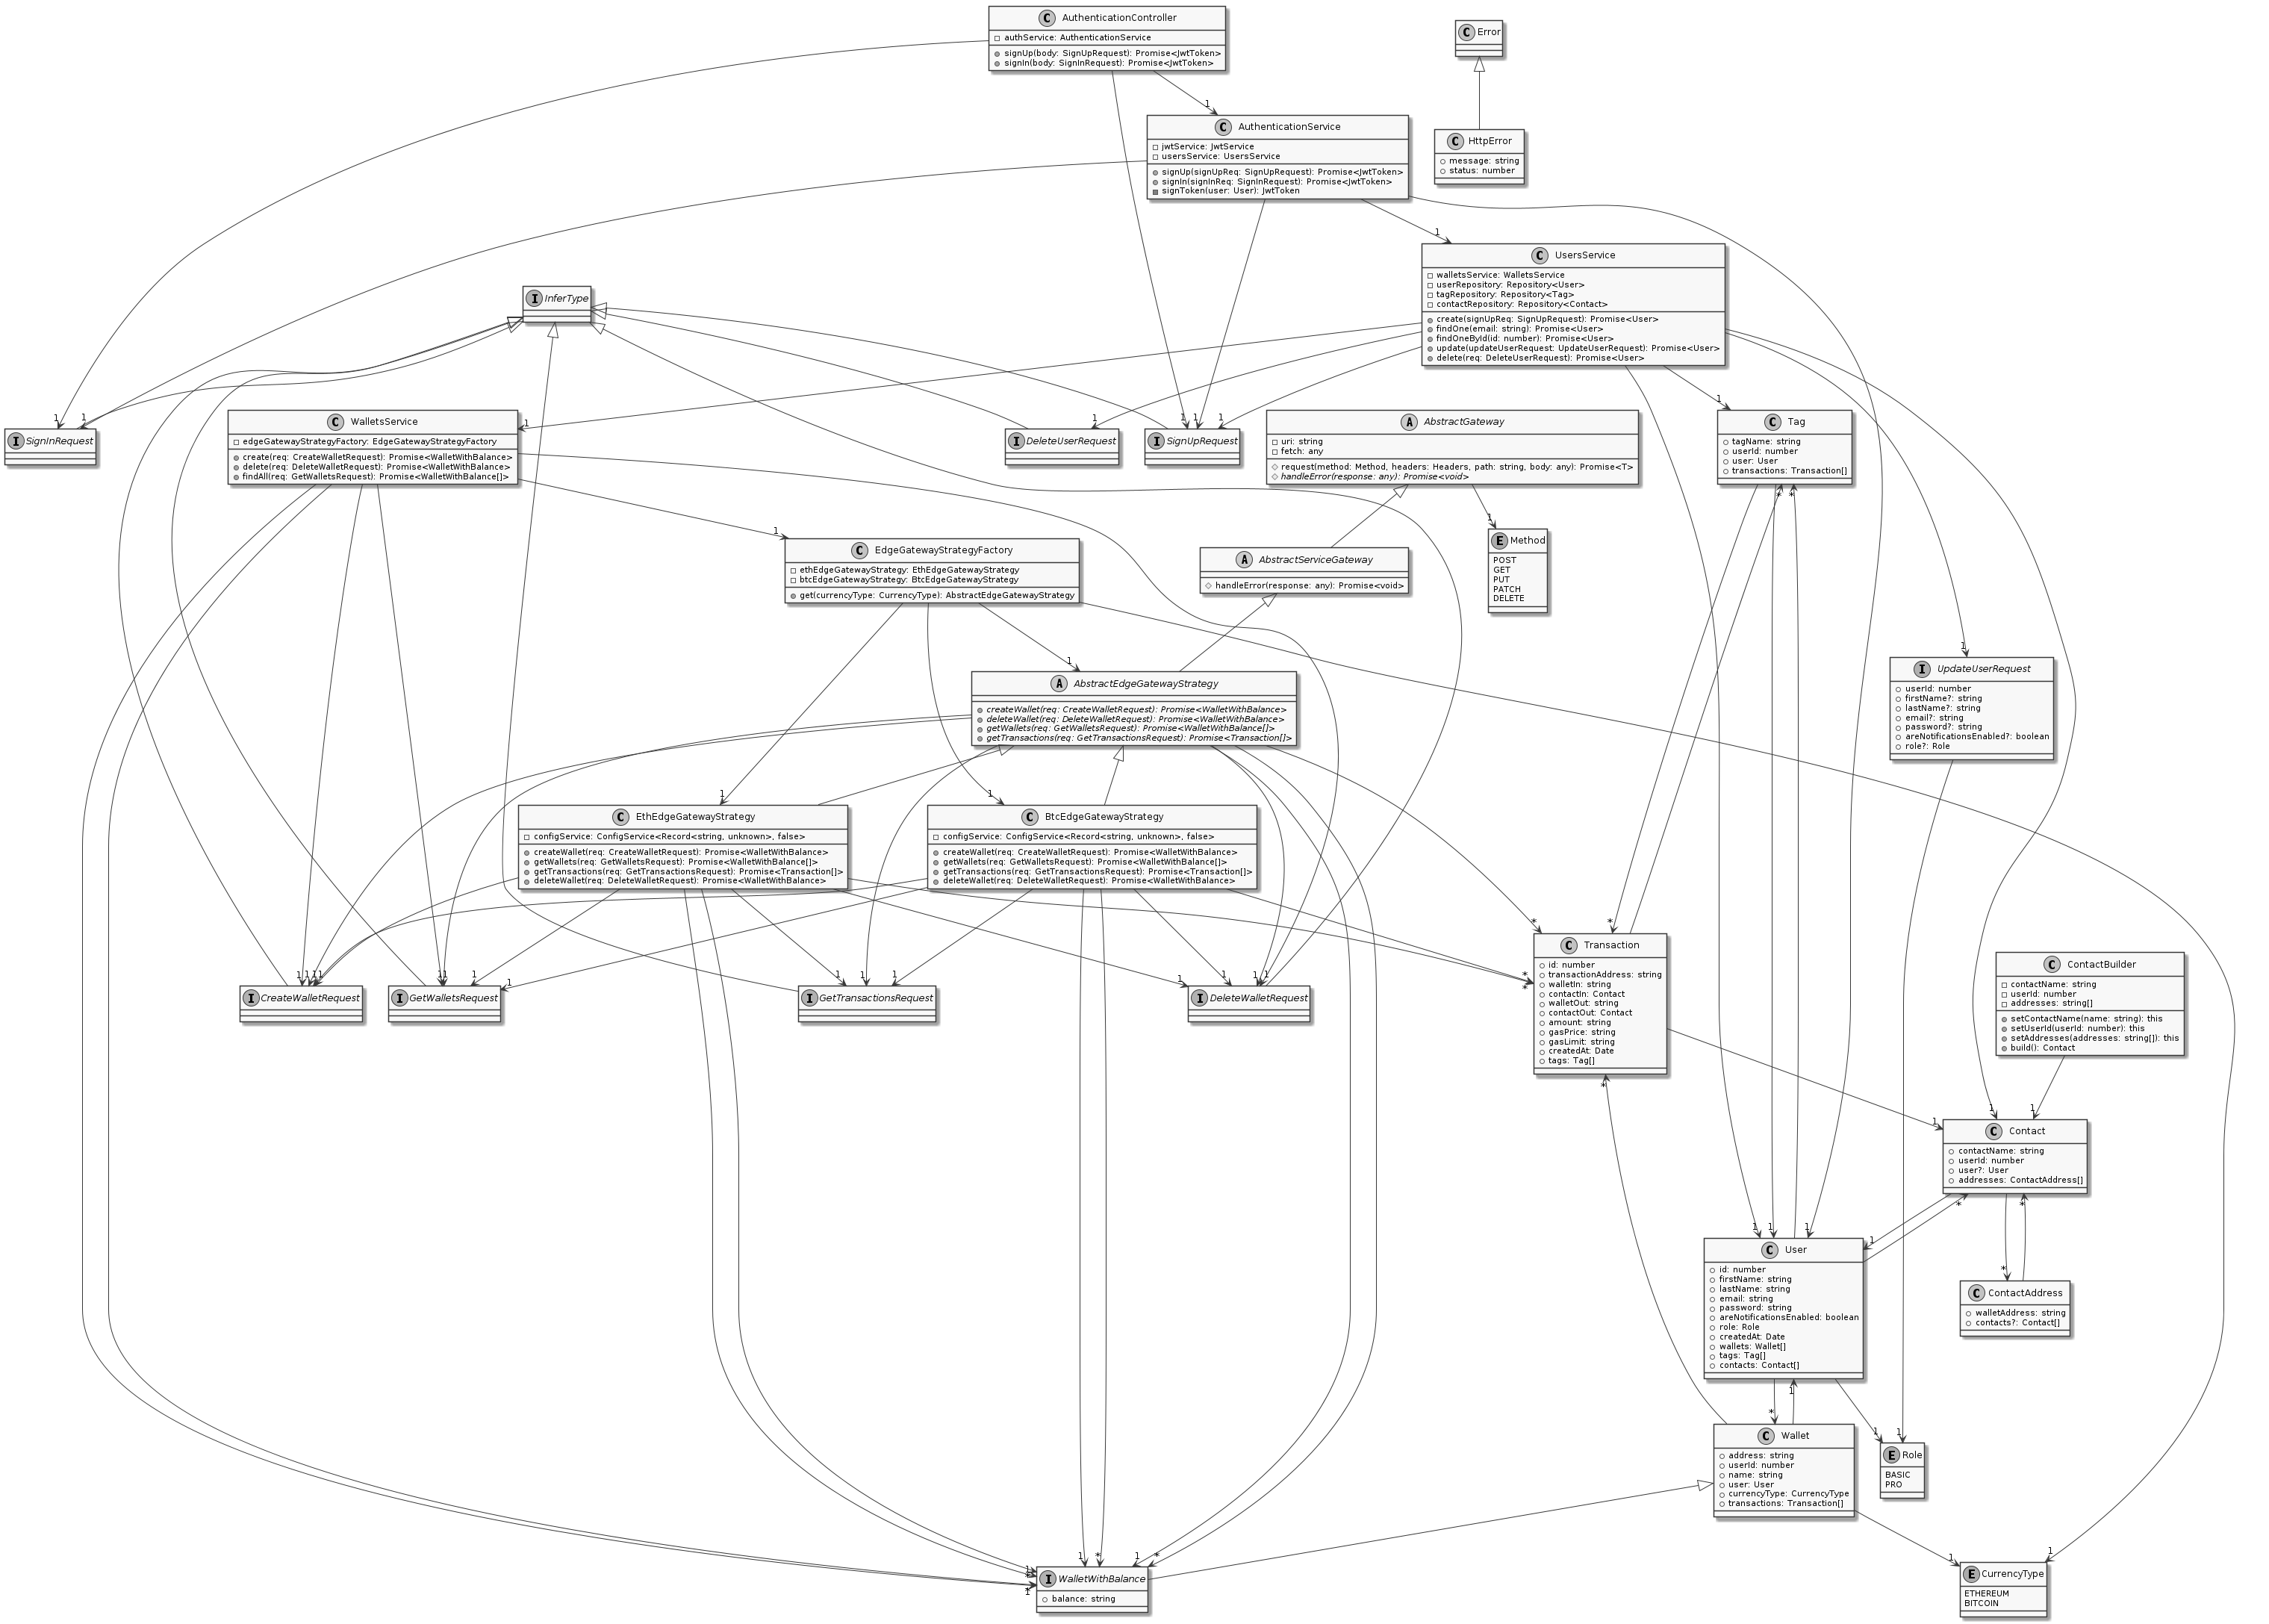 C AuthenticationController
authService: AuthenticationService
signUp(body: SignUpRequest): Promise<JwtToken>
signIn(body: SignInRequest): Promise<JwtToken>
C Error
C AuthenticationService
jwtService: JwtService
usersService: UsersService
signUp(signUpReq: SignUpRequest): Promise<JwtToken>
signIn(signInReq: SignInRequest): Promise<JwtToken>
signToken(user: User): JwtToken
C HttpError
message: string
status: number
C UsersService
walletsService: WalletsService
userRepository: Repository<User>
tagRepository: Repository<Tag>
contactRepository: Repository<Contact>
create(signUpReq: SignUpRequest): Promise<User>
findOne(email: string): Promise<User>
findOneById(id: number): Promise<User>
update(updateUserRequest: UpdateUserRequest): Promise<User>
delete(req: DeleteUserRequest): Promise<User>
I InferType
I SignInRequest
C WalletsService
edgeGatewayStrategyFactory: EdgeGatewayStrategyFactory
create(req: CreateWalletRequest): Promise<WalletWithBalance>
delete(req: DeleteWalletRequest): Promise<WalletWithBalance>
findAll(req: GetWalletsRequest): Promise<WalletWithBalance[]>
I DeleteUserRequest
I SignUpRequest
A AbstractGateway
uri: string
fetch: any
request(method: Method, headers: Headers, path: string, body: any): Promise<T>
handleError(response: any): Promise<void>
C Tag
tagName: string
userId: number
user: User
transactions: Transaction[]
C EdgeGatewayStrategyFactory
ethEdgeGatewayStrategy: EthEdgeGatewayStrategy
btcEdgeGatewayStrategy: BtcEdgeGatewayStrategy
get(currencyType: CurrencyType): AbstractEdgeGatewayStrategy
A AbstractServiceGateway
handleError(response: any): Promise<void>
E Method
POST
GET
PUT
PATCH
DELETE
A AbstractEdgeGatewayStrategy
createWallet(req: CreateWalletRequest): Promise<WalletWithBalance>
deleteWallet(req: DeleteWalletRequest): Promise<WalletWithBalance>
getWallets(req: GetWalletsRequest): Promise<WalletWithBalance[]>
getTransactions(req: GetTransactionsRequest): Promise<Transaction[]>
I UpdateUserRequest
userId: number
firstName?: string
lastName?: string
email?: string
password?: string
areNotificationsEnabled?: boolean
role?: Role
C EthEdgeGatewayStrategy
configService: ConfigService<Record<string, unknown>, false>
createWallet(req: CreateWalletRequest): Promise<WalletWithBalance>
getWallets(req: GetWalletsRequest): Promise<WalletWithBalance[]>
getTransactions(req: GetTransactionsRequest): Promise<Transaction[]>
deleteWallet(req: DeleteWalletRequest): Promise<WalletWithBalance>
C BtcEdgeGatewayStrategy
configService: ConfigService<Record<string, unknown>, false>
createWallet(req: CreateWalletRequest): Promise<WalletWithBalance>
getWallets(req: GetWalletsRequest): Promise<WalletWithBalance[]>
getTransactions(req: GetTransactionsRequest): Promise<Transaction[]>
deleteWallet(req: DeleteWalletRequest): Promise<WalletWithBalance>
I CreateWalletRequest
I GetWalletsRequest
I GetTransactionsRequest
I DeleteWalletRequest
C Transaction
id: number
transactionAddress: string
walletIn: string
contactIn: Contact
walletOut: string
contactOut: Contact
amount: string
gasPrice: string
gasLimit: string
createdAt: Date
tags: Tag[]
C ContactBuilder
contactName: string
userId: number
addresses: string[]
setContactName(name: string): this
setUserId(userId: number): this
setAddresses(addresses: string[]): this
build(): Contact
C Contact
contactName: string
userId: number
user?: User
addresses: ContactAddress[]
C User
id: number
firstName: string
lastName: string
email: string
password: string
areNotificationsEnabled: boolean
role: Role
createdAt: Date
wallets: Wallet[]
tags: Tag[]
contacts: Contact[]
C ContactAddress
walletAddress: string
contacts?: Contact[]
C Wallet
address: string
userId: number
name: string
user: User
currencyType: CurrencyType
transactions: Transaction[]
E Role
BASIC
PRO
I WalletWithBalance
balance: string
E CurrencyType
ETHEREUM
BITCOIN